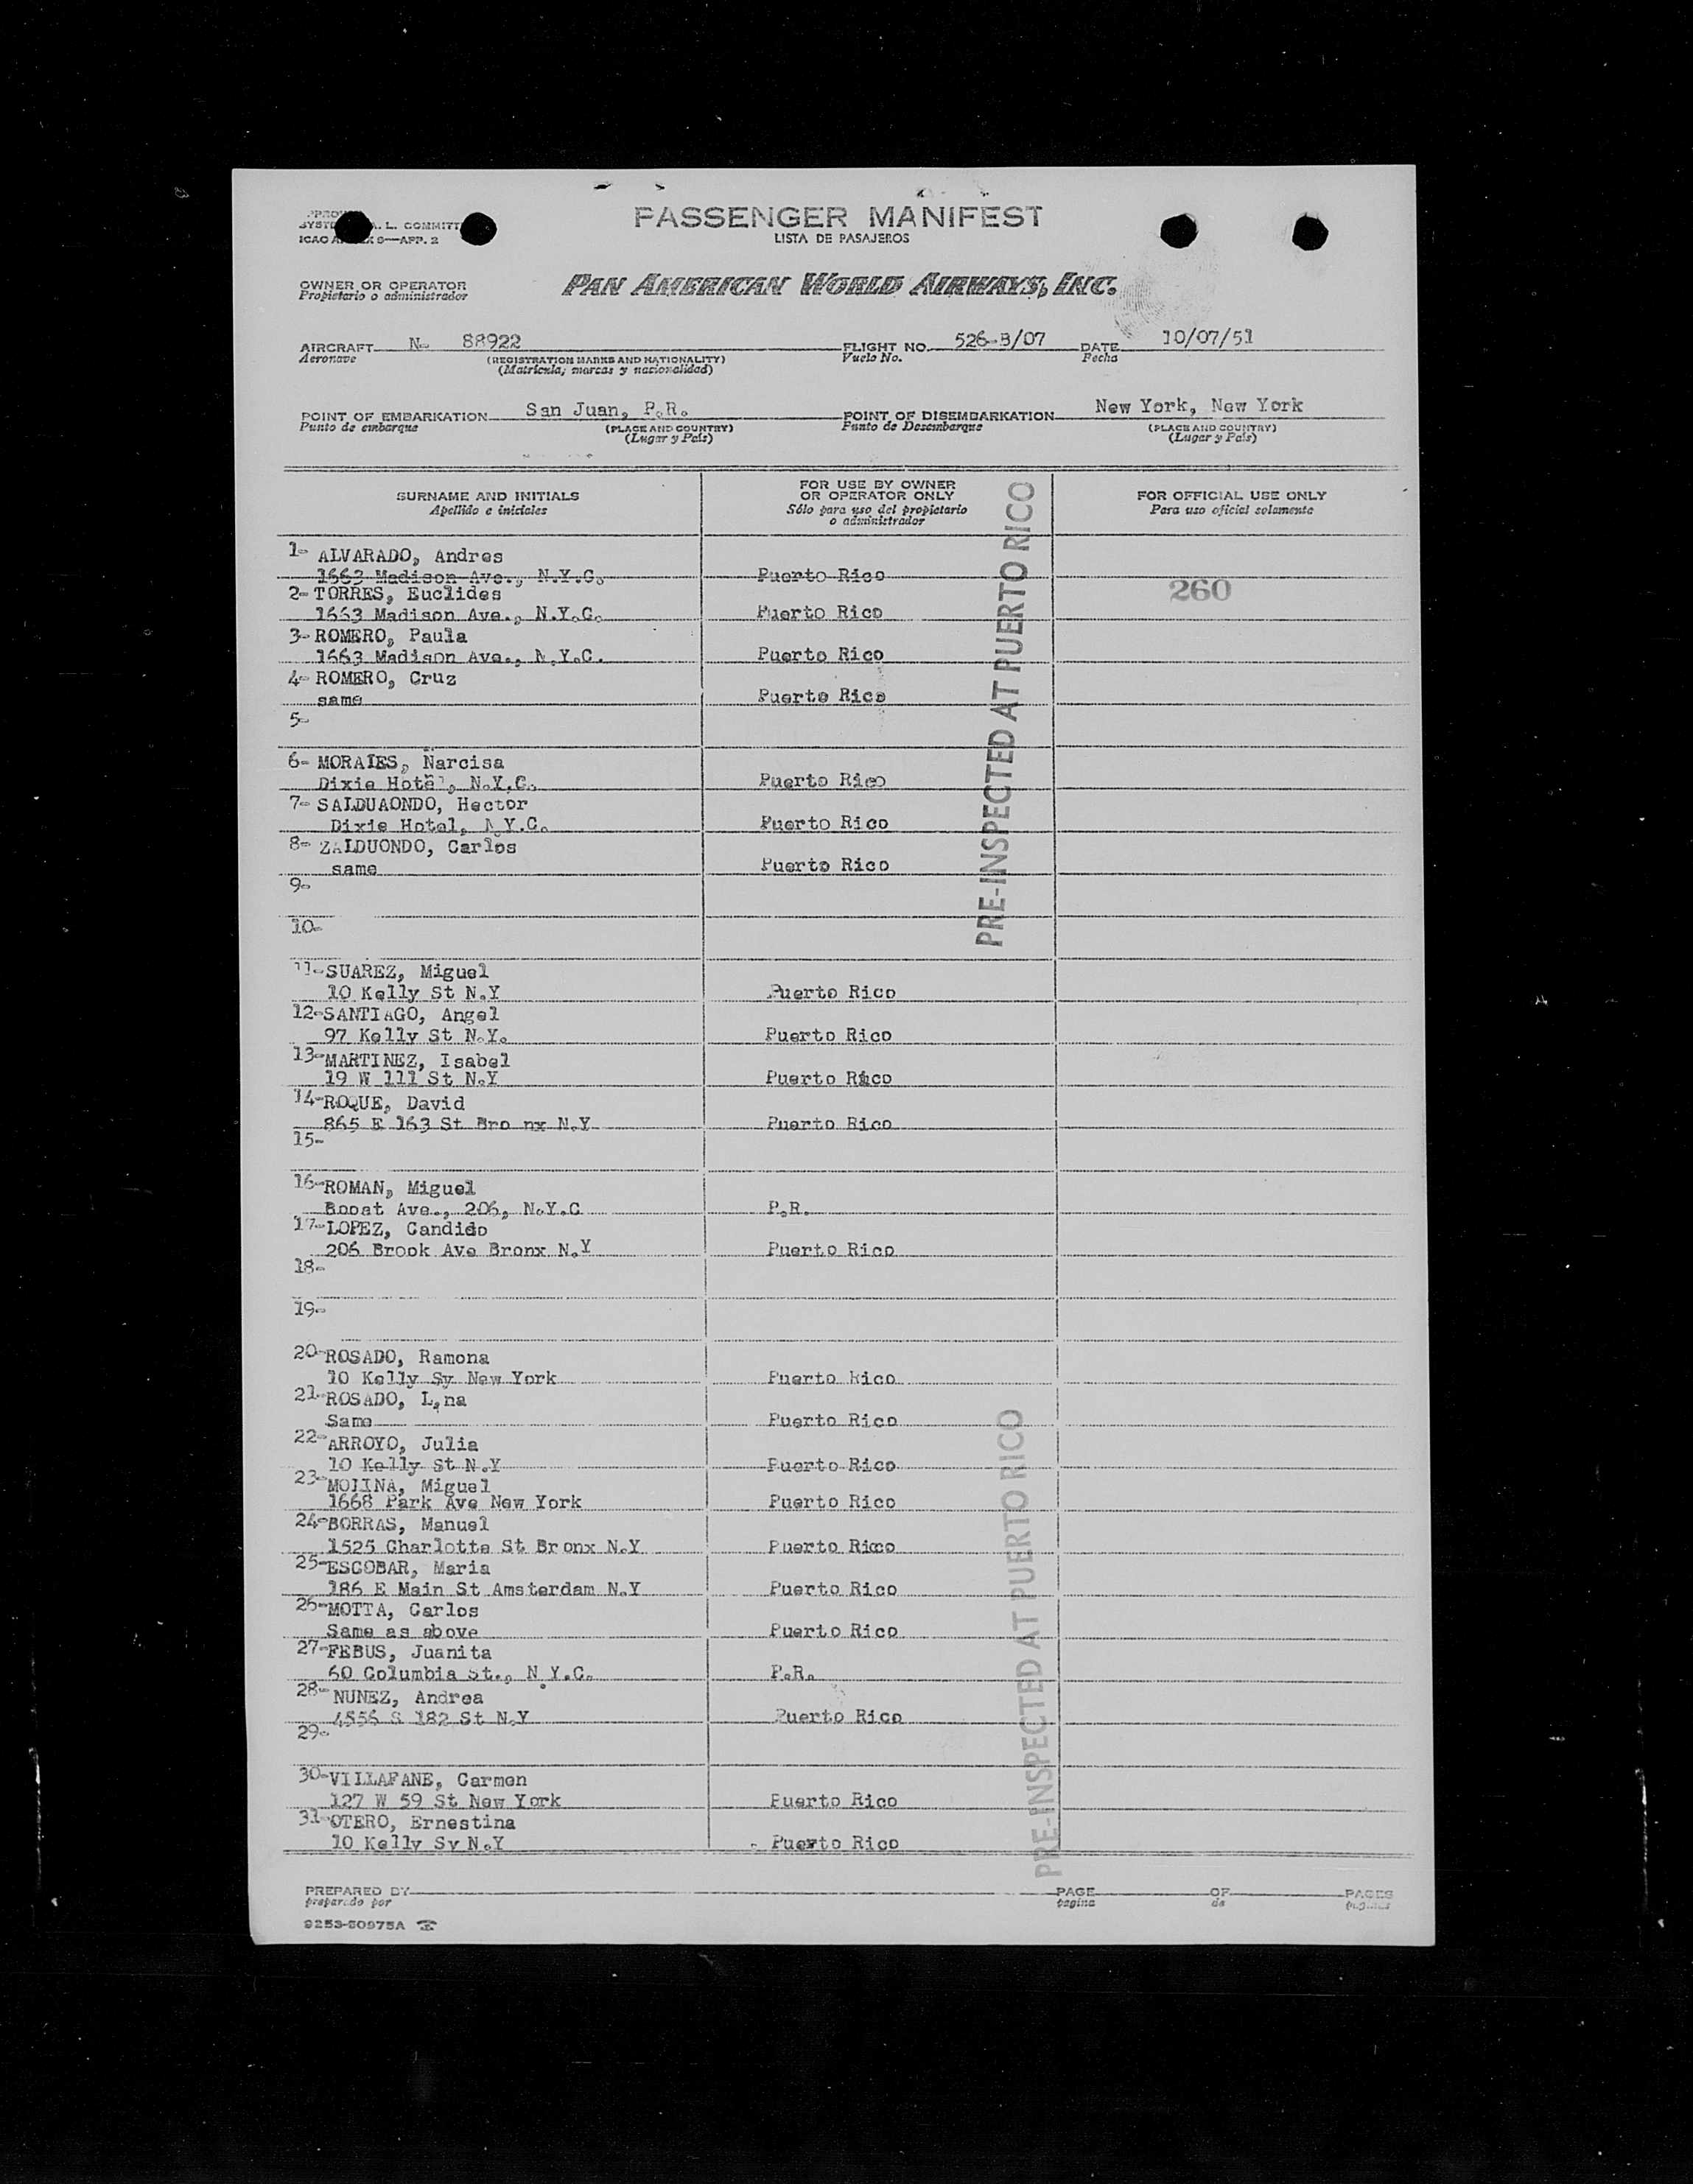 SYSTE A. L. COMMITT
ICAO A X 9—APP. 2
PASSENGER MANIFEST
LISTA DE PASAJEROS
OWNER OR OPERATOR
Propietario o administrador
PAN AMERICAN WORLD AIRWAYS, INC.
AIRCRAFT N- 88922 FLIGHT NO. 526-B/07 DATE 10/07/51
Aeronave (REGISTRATION MARKS AND NATIONALITY) Vuelo No. Fecha
(Matrícula, marcas y nacionalidad)
POINT OF EMBARKATION San Juan, P.R. POINT OF DISEMBARKATION New York, New York
Punto de embarque (PLACE AND COUNTRY) Punto de Desembarque (PLACE AND COUNTRY)
(Lugar y País) (Lugar y País)
SURNAME AND INITIALS FOR USE BY OWNER OR OPERATOR ONLY FOR OFFICIAL USE ONLY
Apellido e iniciales Sólo para uso del propietario o administrador Para uso oficial solamente
PRE-INSPECTED AT PUERTO RICO
1- ALVARADO, Andres
1663 Madison Ave., N.Y.C. Puerto Rico 260
2- TORRES, Euclides
1663 Madison Ave., N.Y.C. Puerto Rico
3- ROMERO, Paula
1663 Madison Ave., N.Y.C. Puerto Rico
4- ROMERO, Cruz
same Puerto Rico
5-
6- MORALES, Narcisa
Dixie Hotel, N.Y.C. Puerto Rico
7- SALDUAONDO, Hector
Dixie Hotel, N Y.C. Puerto Rico
8- ZALDUONDO, Carlos
same Puerto Rico
9-
10-
11-SUAREZ, Miguel
10 Kelly St N.Y Puerto Rico
12-SANTIAGO, Angel
97 Kelly St N.Y. Puerto Rico
13-MARTINEZ, Isabel
19 W 111 St N.Y Puerto Rico
14-ROQUE, David
865 E 163 St Bro nx N.Y Puerto Rico
15-
16-ROMAN, Miguel
Boost Ave., 206, N.Y.C P.R.
17-LOPEZ, Candido
206 Brook Ave Bronx N.Y Puerto Rico
18-
19-
20-ROSADO, Ramona
10 Kelly Sy New York Puerto Rico
21-ROSADO, L,na
Same Puerto Rico
22-ARROYO, Julia
10 Kelly St N.Y Puerto Rico
23-MOLINA, Miguel
1668 Park Ave New York Puerto Rico
24-BORRAS, Manuel
1525 Charlotte St Bronx N.Y Puerto Rico
25-ESCOBAR, Maria
186 E Main St Amsterdam N.Y Puerto Rico
26-MOTTA, Carlos
Same as above Puerto Rico
27-FEBUS, Juanita
60 Columbia St., N Y.C. P.R.
28- NUNEZ, Andrea
4556 S 182 St N.Y Puerto Rico
29-
30-VILLAFANE, Carmen
127 W 59 St New York Puerto Rico
31-OTERO, Ernestina
10 Kelly Sy N.Y Puerto Rico
PRE-INSPECTED AT PUERTO RICO
PREPARED BY PAGE OF PAGES
preparado por pagina de paginas
9253-50975A